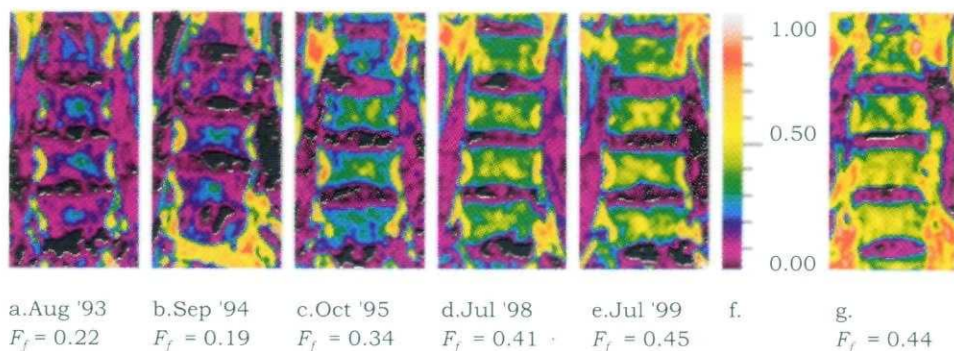 1.00
0.50
0.00
a.Aug '93 b.Sep '94 c.Oct '95 d.Jul '98 e.Jul '99 f. g.
F_f = 0.22 F_f = 0.19 F_f = 0.34 F_f = 0.41 F_f = 0.45 F_f = 0.44